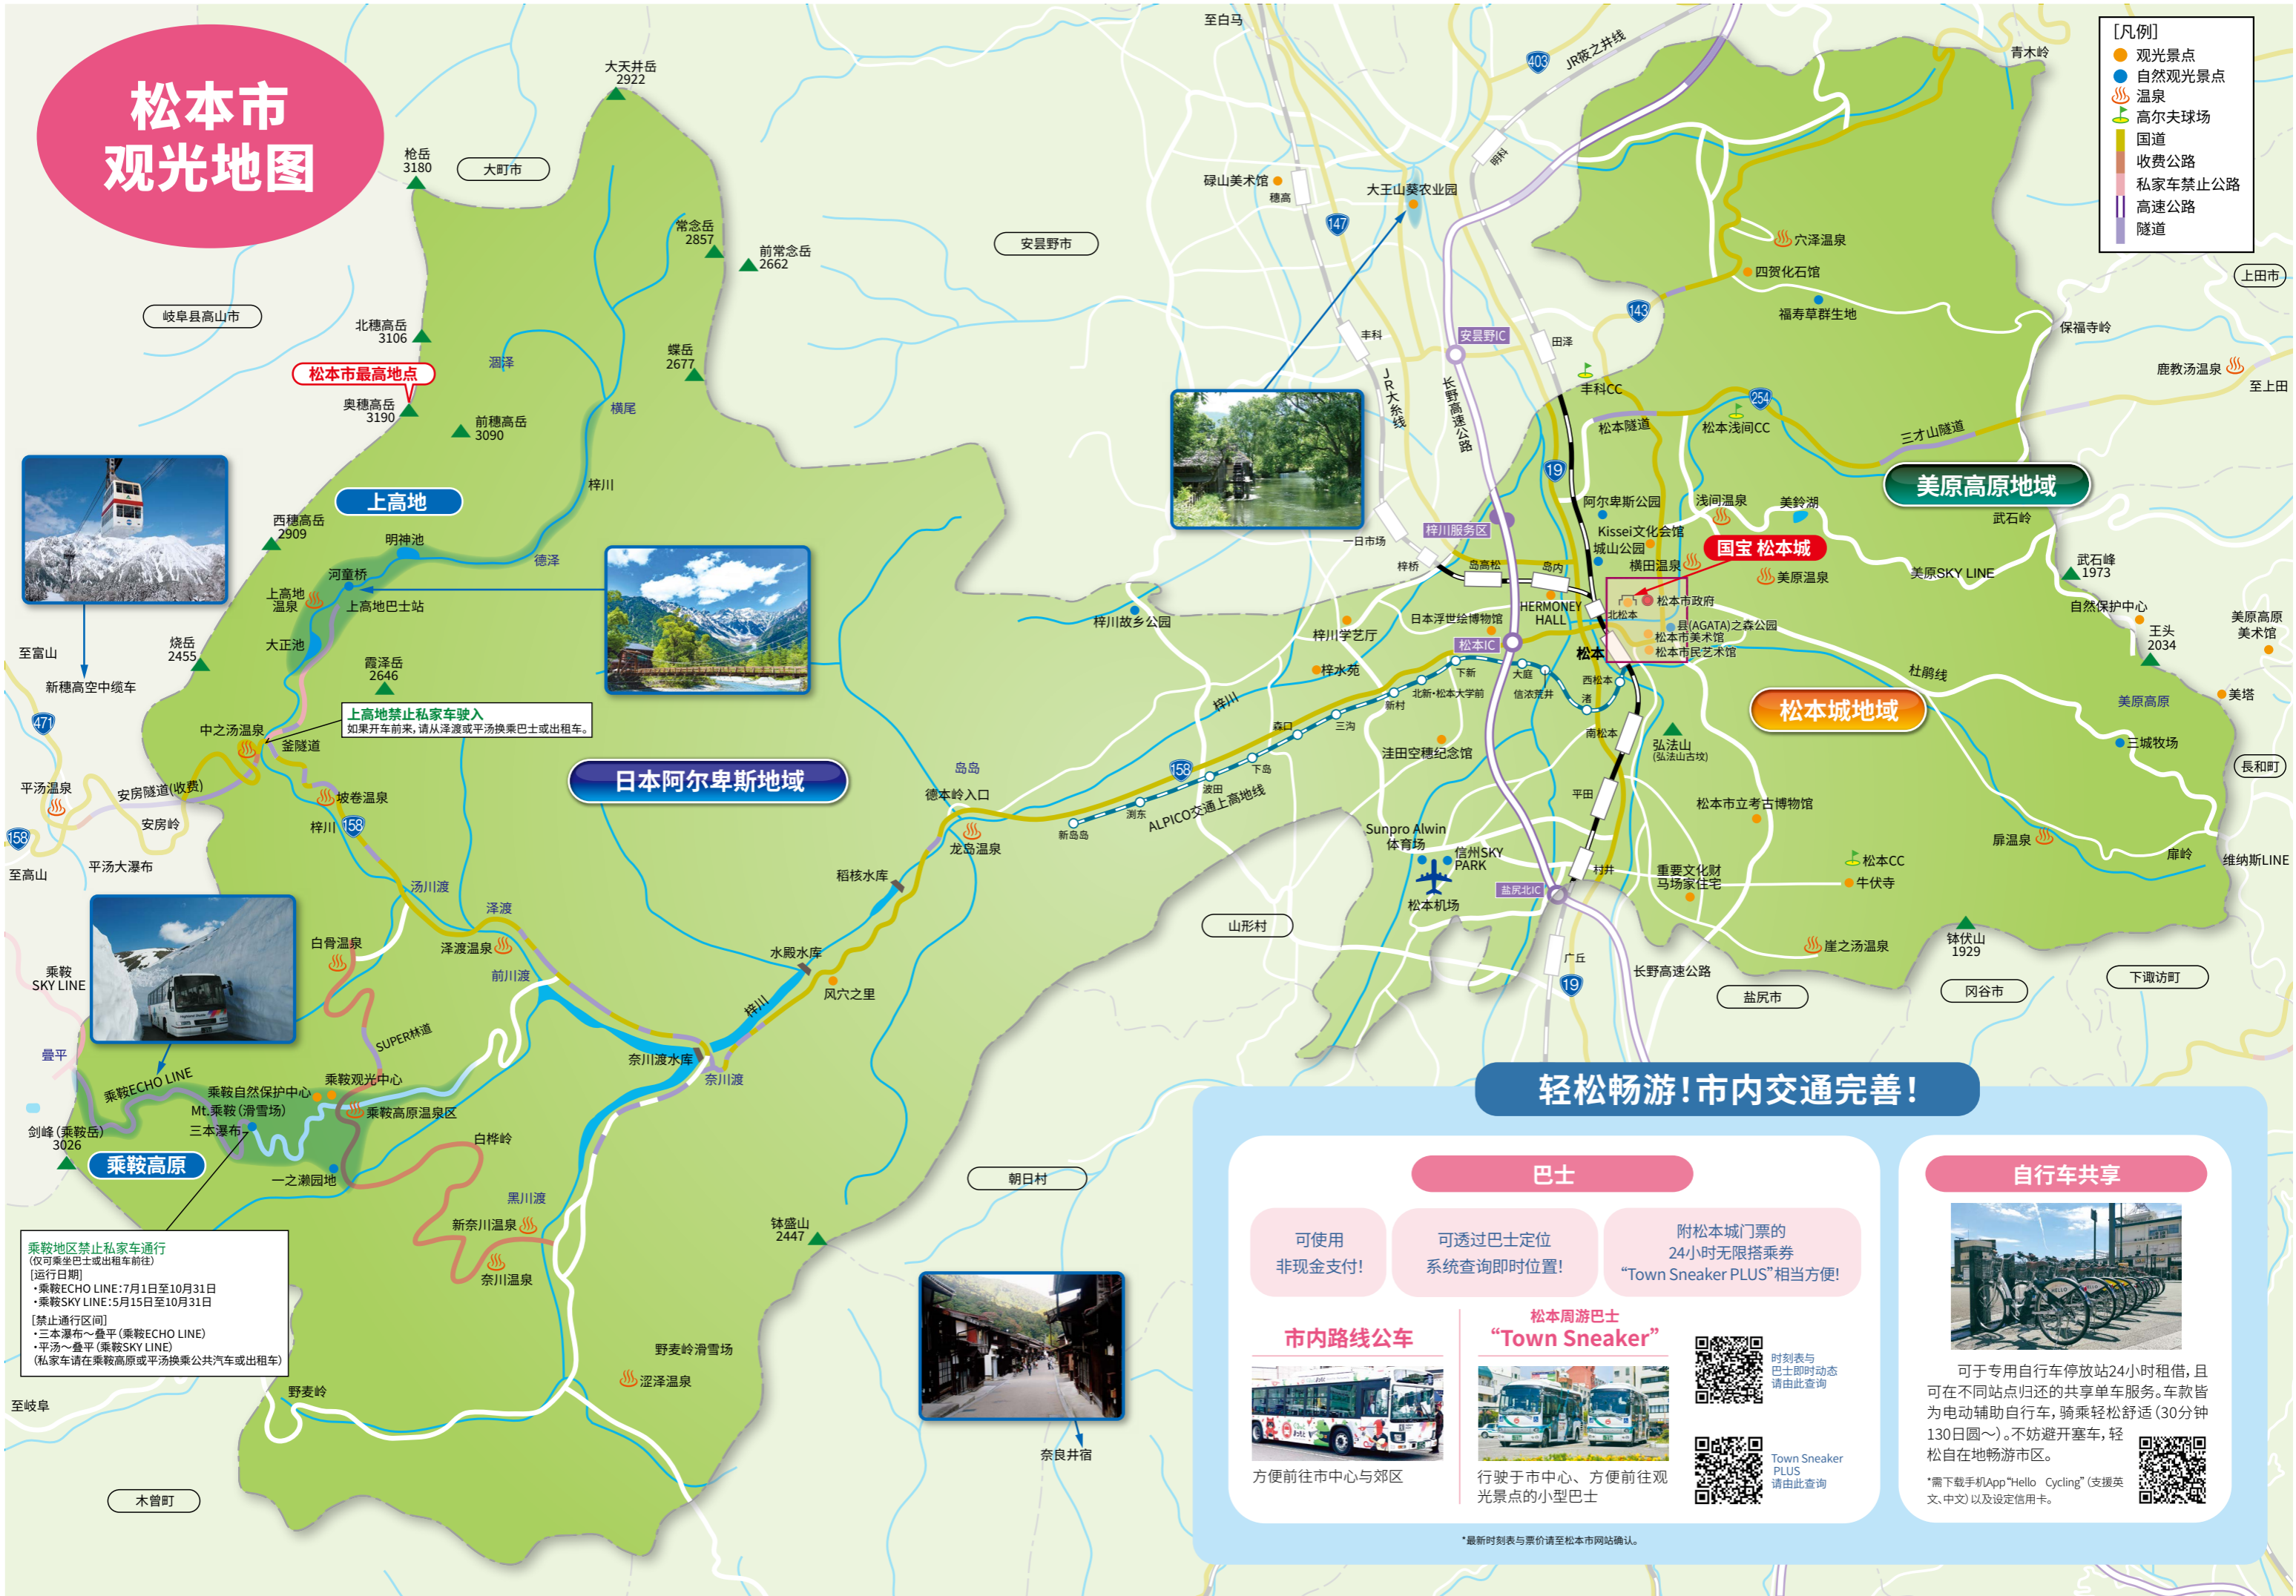 松本市
观光地图
[凡例]
观光景点
自然观光景点
温泉
高尔夫球场
国道
收费公路
私家车禁止公路
高速公路
隧道
至白马
403
JR筱之井线
青木岭
大天井岳
2922
枪岳
3180
大町市
明科
碌山美术馆
穗高
大王山葵农业园
147
常念岳
2857
前常念岳
2662
安昙野市
穴泽温泉
四贺化石馆
上田市
岐阜县高山市
福寿草群生地
143
保福寺岭
北穗高岳
3106
涸泽
蝶岳
2677
丰科
安昙野IC
田泽
鹿教汤温泉
至上田
松本市最高地点
奥穗高岳
3190
前穗高岳
3090
横尾
JR大糸线
长野高速公路
丰科CC
254
松本隧道
松本浅间CC
三才山隧道
19
上高地
梓川
美原高原地域
西穗高岳
2909
明神池
德泽
梓川服务区
阿尔卑斯公园
浅间温泉
美鈴湖
武石岭
一日市场
Kissei文化会馆
城山公园
国宝 松本城
河童桥
梓桥
岛高松
岛内
横田温泉
美原温泉
美原SKY LINE
武石峰
1973
上高地
温泉
上高地巴士站
梓川故乡公园
HERMONEY
HALL
北松本
松本市政府
自然保护中心
美原高原
美术馆
日本浮世绘博物馆
县(AGATA)之森公园
大正池
梓川学艺厅
松本IC
松本市美术馆
松本市民艺术馆
王头
2034
烧岳
2455
至富山
霞泽岳
2646
松本
梓水苑
下新
大庭
西松本
杜鹃线
新穗高空中缆车
北新·松本大学前
信浓荒井
渚
美原高原
美塔
471
上高地禁止私家车驶入
如果开车前来,请从泽渡或平汤换乘巴士或出租车。
梓川
新村
松本城地域
中之汤温泉
釜隧道
森口
三沟
南松本
弘法山
(弘法山古坟)
三城牧场
洼田空穗纪念馆
长和町
日本阿尔卑斯地域
岛岛
158
下岛
平汤温泉
安房隧道(收费)
坡卷温泉
德本岭入口
波田
平田
松本市立考古博物馆
158
安房岭
梓川
158
渕东
ALPICO交通上高地线
新岛岛
Sunpro Alwin
体育场
信州SKY
PARK
龙岛温泉
扉温泉
扉岭
维纳斯LINE
至高山
平汤大瀑布
汤川渡
稻核水库
村井
重要文化财
马场家住宅
松本CC
牛伏寺
盐尻北IC
松本机场
泽渡
泽渡温泉
山形村
白骨温泉
水殿水库
钵伏山
1929
崖之汤温泉
广丘
长野高速公路
乘鞍
SKY LINE
前川渡
风穴之里
下诹访町
19
盐尻市
冈谷市
梓川
SUPER林道
叠平
奈川渡水库
奈川渡
乘鞍ECHO LINE
乘鞍观光中心
乘鞍自然保护中心
Mt.乘鞍(滑雪场)
乘鞍高原温泉区
三本瀑布
剑峰(乘鞍岳)
3026
白桦岭
乘鞍高原
一之濑园地
朝日村
黑川渡
新奈川温泉
钵盛山
2447
奈川温泉
乘鞍地区禁止私家车通行
(仅可乘坐巴士或出租车前往)
[运行日期]
・乘鞍ECHO LINE:7月1日至10月31日
・乘鞍SKY LINE:5月15日至10月31日
[禁止通行区间]
・三本瀑布~叠平(乘鞍ECHO LINE)
・平汤~叠平(乘鞍SKY LINE)
(私家车请在乘鞍高原或平汤换乘公共汽车或出租车)
野麦岭滑雪场
涩泽温泉
野麦岭
至岐阜
奈良井宿
木曾町
轻松畅游!市内交通完善!
巴士
可使用
非现金支付!
可透过巴士定位
系统查询即时位置!
附松本城门票的
24小时无限搭乘券
“Town Sneaker PLUS”相当方便!
市内路线公车
方便前往市中心与郊区
松本周游巴士
“Town Sneaker”
行驶于市中心、方便前往观
光景点的小型巴士
时刻表与
巴士即时动态
请由此查询
Town Sneaker
PLUS
请由此查询
自行车共享
可于专用自行车停放站24小时租借,且
可在不同站点归还的共享单车服务。车款皆
为电动辅助自行车,骑乘轻松舒适(30分钟
130日圆~)。不妨避开塞车,轻
松自在地畅游市区。
*需下载手机App“Hello Cycling”(支援英
文、中文)以及设定信用卡。
*最新时刻表与票价请至松本市网站确认。